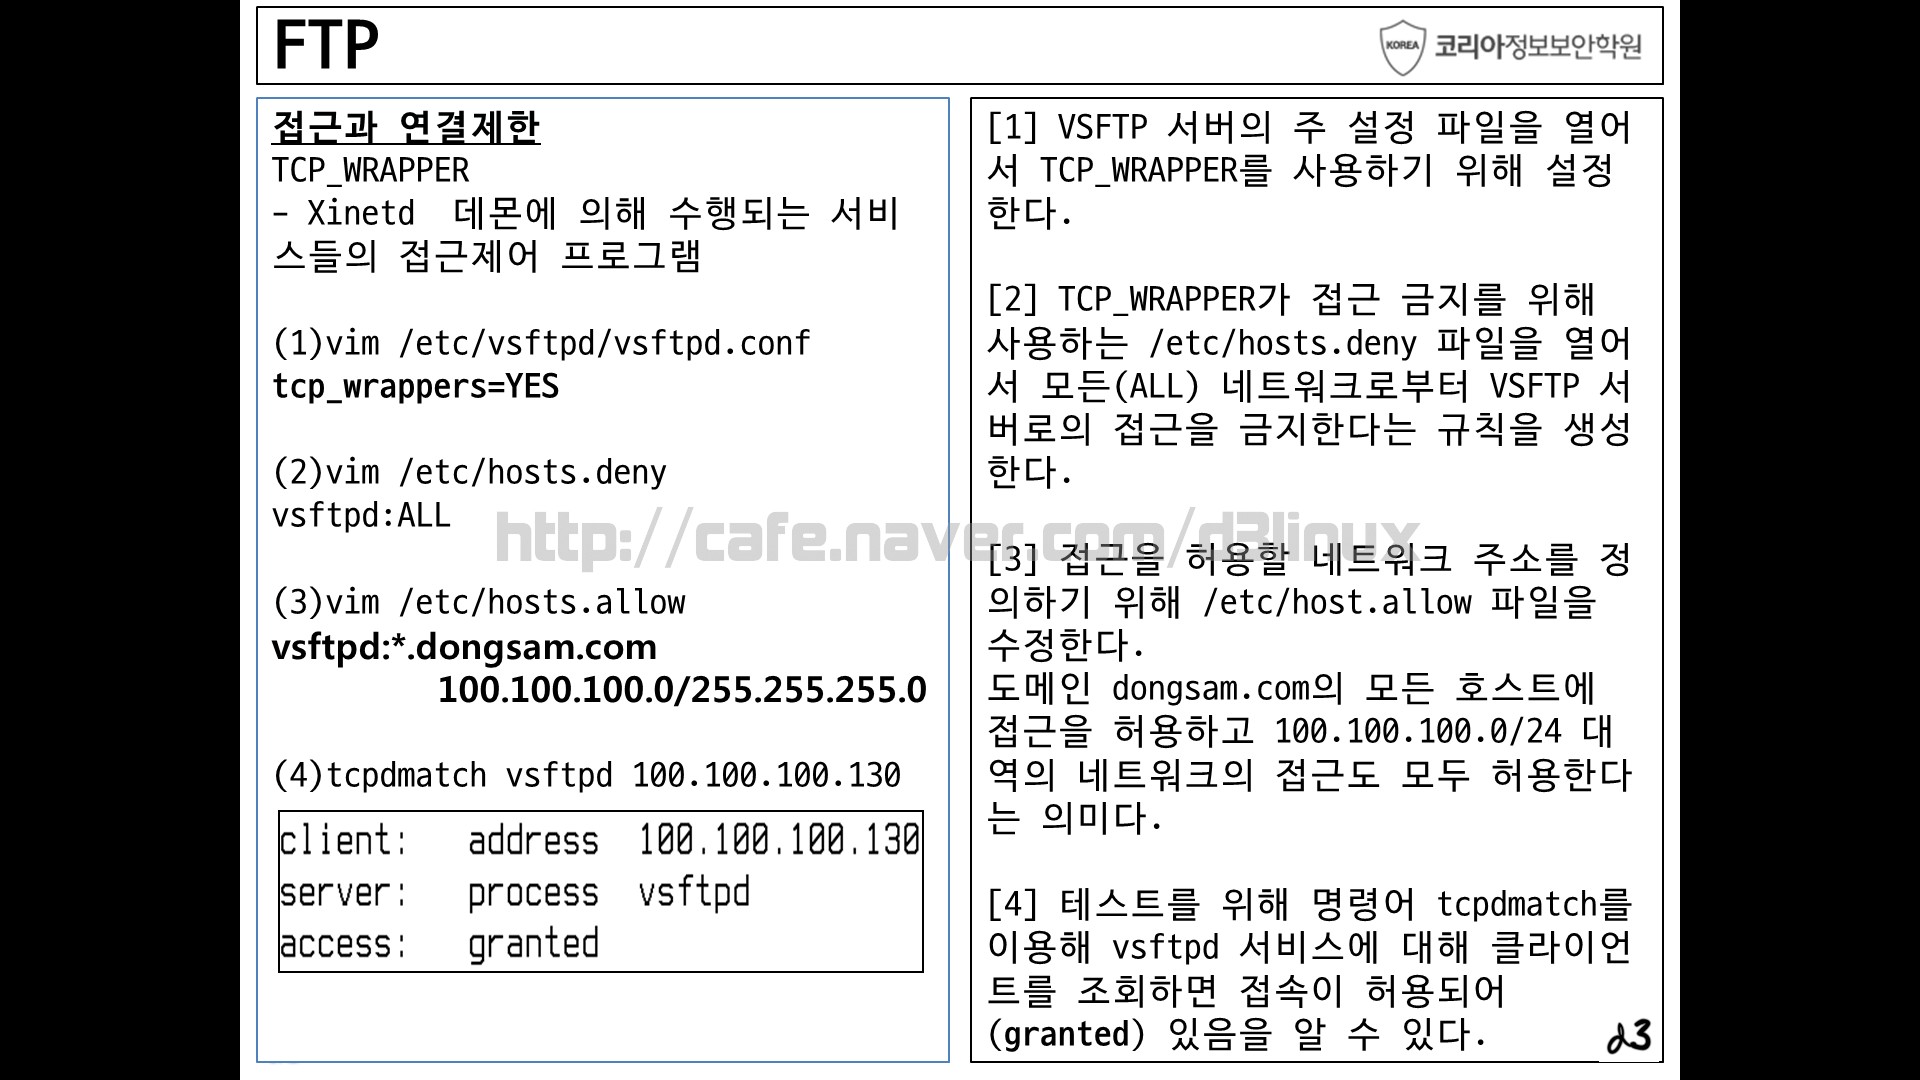 FTP
KOREA 코리아정보보안학원
접근과 연결제한
TCP_WRAPPER
– Xinetd  데몬에 의해 수행되는 서비
스들의 접근제어 프로그램
(1)vim /etc/vsftpd/vsftpd.conf
tcp_wrappers=YES
(2)vim /etc/hosts.deny
vsftpd:ALL
(3)vim /etc/hosts.allow
vsftpd:*.dongsam.com
100.100.100.0/255.255.255.0
(4)tcpdmatch vsftpd 100.100.100.130
client: address 100.100.100.130
server: process vsftpd
access: granted
[1] VSFTP 서버의 주 설정 파일을 열어
서 TCP_WRAPPER를 사용하기 위해 설정
한다.
[2] TCP_WRAPPER가 접근 금지를 위해
사용하는 /etc/hosts.deny 파일을 열어
서 모든(ALL) 네트워크로부터 VSFTP 서
버로의 접근을 금지한다는 규칙을 생성
한다.
[3] 접근을 허용할 네트워크 주소를 정
의하기 위해 /etc/host.allow 파일을
수정한다.
도메인 dongsam.com의 모든 호스트에
접근을 허용하고 100.100.100.0/24 대
역의 네트워크의 접근도 모두 허용한다
는 의미다.
[4] 테스트를 위해 명령어 tcpdmatch를
이용해 vsftpd 서비스에 대해 클라이언
트를 조회하면 접속이 허용되어
(granted) 있음을 알 수 있다.
http://cafe.naver.com/d3linux
d3